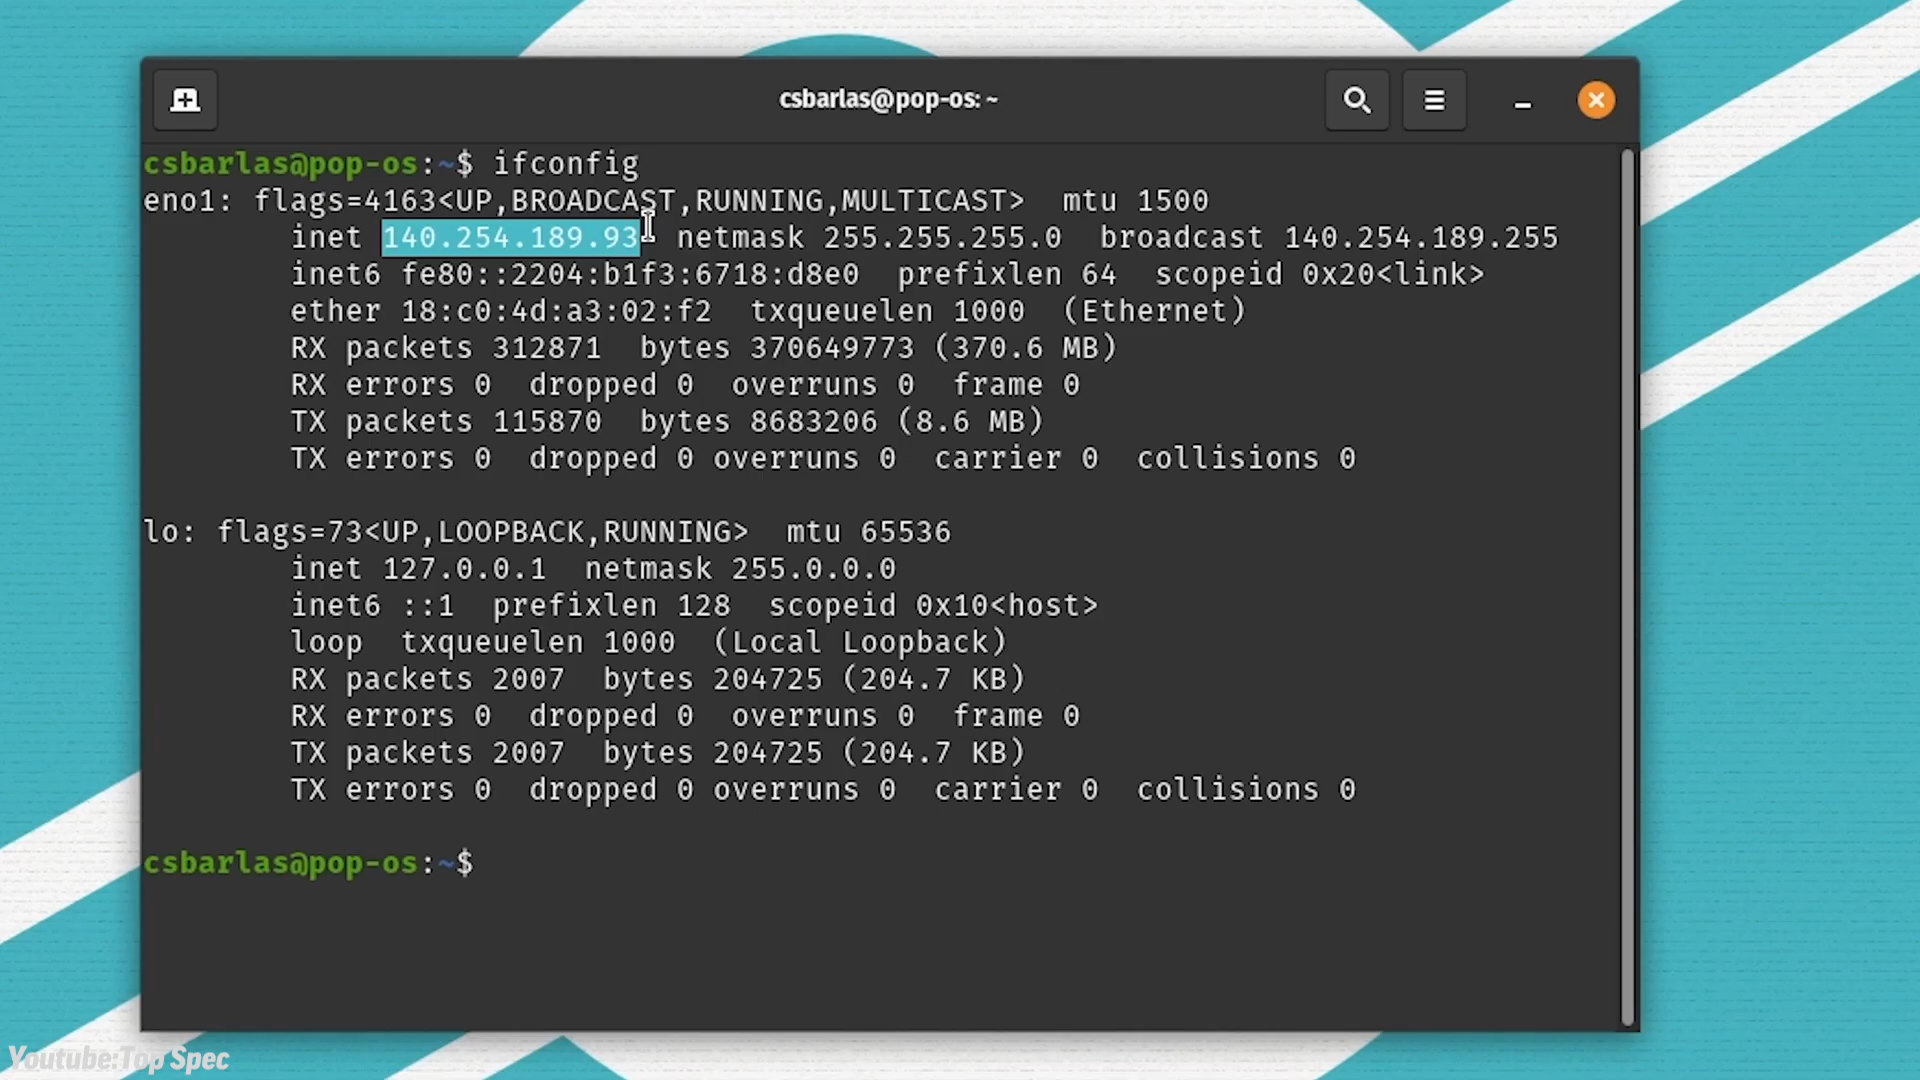 csbarlas@pop-os: ~
csbarlas@pop-os:~$ ifconfig
eno1: flags=4163<UP,BROADCAST,RUNNING,MULTICAST>  mtu 1500
        inet 140.254.189.93  netmask 255.255.255.0  broadcast 140.254.189.255
        inet6 fe80::2204:b1f3:6718:d8e0  prefixlen 64  scopeid 0x20<link>
        ether 18:c0:4d:a3:02:f2  txqueuelen 1000  (Ethernet)
        RX packets 312871  bytes 370649773 (370.6 MB)
        RX errors 0  dropped 0  overruns 0  frame 0
        TX packets 115870  bytes 8683206 (8.6 MB)
        TX errors 0  dropped 0 overruns 0  carrier 0  collisions 0
lo: flags=73<UP,LOOPBACK,RUNNING>  mtu 65536
        inet 127.0.0.1  netmask 255.0.0.0
        inet6 ::1  prefixlen 128  scopeid 0x10<host>
        loop  txqueuelen 1000  (Local Loopback)
        RX packets 2007  bytes 204725 (204.7 KB)
        RX errors 0  dropped 0  overruns 0  frame 0
        TX packets 2007  bytes 204725 (204.7 KB)
        TX errors 0  dropped 0 overruns 0  carrier 0  collisions 0
csbarlas@pop-os:~$
Youtube:Top Spec